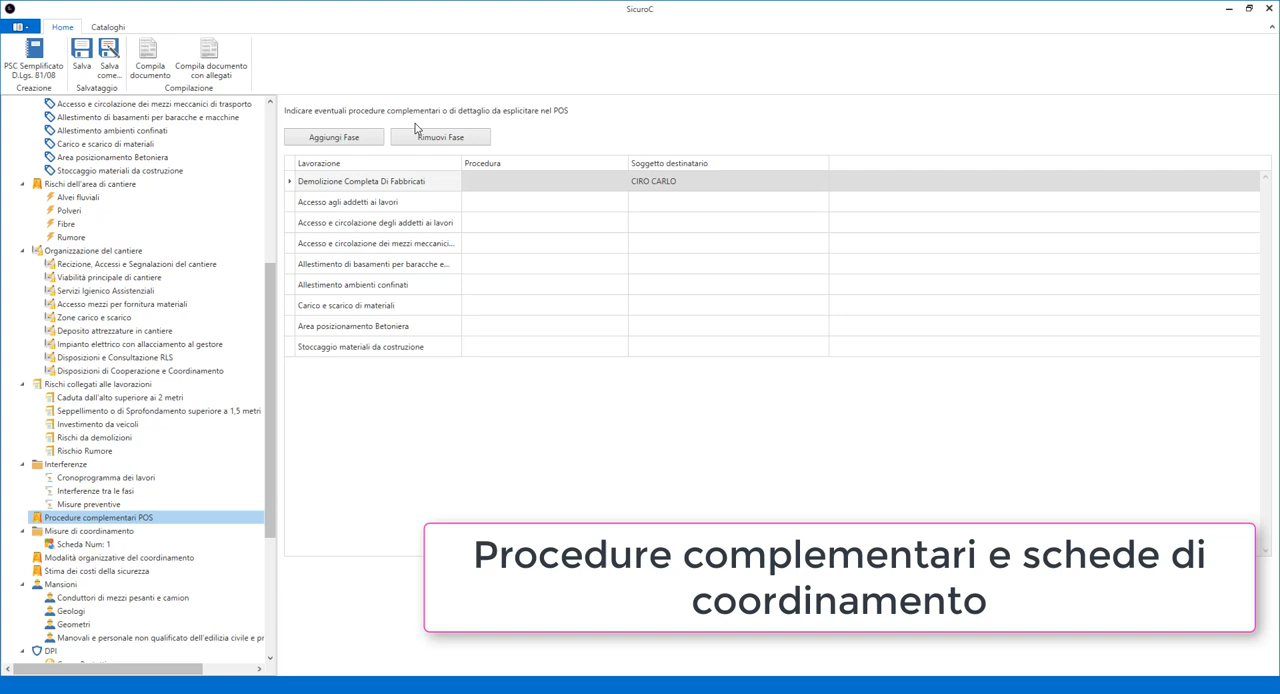 SicuroC
Home Cataloghi
PSC Semplificato
D.Lgs. 81/08
Salva
Salva
come...
Compila
documento
Compila documento
con allegati
Creazione
Salvataggio
Compilazione
Accesso e circolazione dei mezzi meccanici di trasporto
Allestimento di basamenti per baracche e macchine
Allestimento ambienti confinati
Carico e scarico di materiali
Area posizionamento Betoniera
Stoccaggio materiali da costruzione
Rischi dell'area di cantiere
Alvei fluviali
Polveri
Fibre
Rumore
Organizzazione del cantiere
Recizione, Accessi e Segnalazioni del cantiere
Viabilità principale di cantiere
Servizi Igienico Assistenziali
Accesso mezzi per fornitura materiali
Zone carico e scarico
Deposito attrezzature in cantiere
Impianto elettrico con allacciamento al gestore
Disposizioni e Consultazione RLS
Disposizioni di Cooperazione e Coordinamento
Rischi collegati alle lavorazioni
Caduta dall'alto superiore ai 2 metri
Seppellimento o di Sprofondamento superiore a 1,5 metri
Investimento da veicoli
Rischi da demolizioni
Rischio Rumore
Interferenze
Cronoprogramma dei lavori
Interferenze tra le fasi
Misure preventive
Procedure complementari POS
Misure di coordinamento
Scheda Num: 1
Modalità organizzative del coordinamento
Stima dei costi della sicurezza
Mansioni
Conduttori di mezzi pesanti e camion
Geologi
Geometri
Manovali e personale non qualificato dell'edilizia civile e pr
DPI
Indicare eventuali procedure complementari o di dettaglio da esplicitare nel POS
Aggiungi Fase Rimuovi Fase
Lavorazione Procedura Soggetto destinatario
Demolizione Completa Di Fabbricati CIRO CARLO
Accesso agli addetti ai lavori
Accesso e circolazione degli addetti ai lavori
Accesso e circolazione dei mezzi meccanici...
Allestimento di basamenti per baracche e...
Allestimento ambienti confinati
Carico e scarico di materiali
Area posizionamento Betoniera
Stoccaggio materiali da costruzione
Procedure complementari e schede di
coordinamento